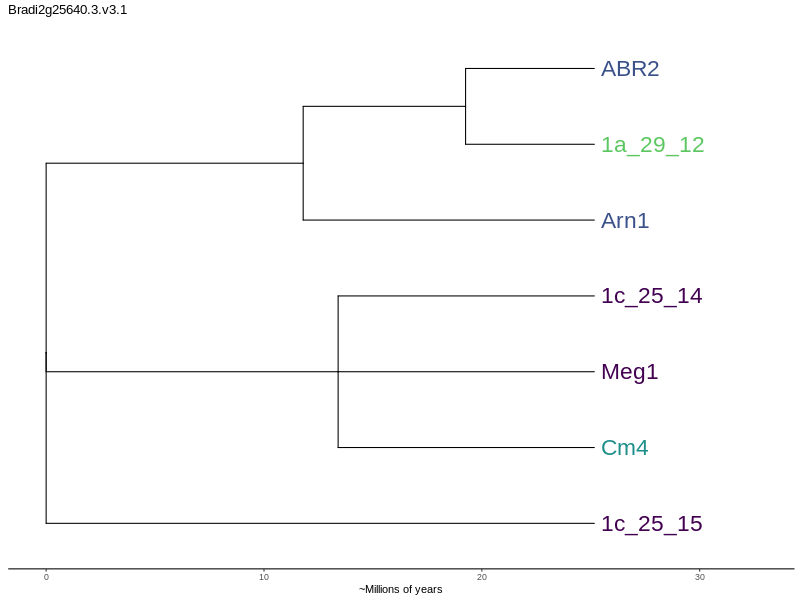 Bradi2g25640.3.v3.1
ABR2
1a_29_12
Arn1
1c_25_14
Meg1
Cm4
1c_25_15
0 10 20 30
~Millions of years